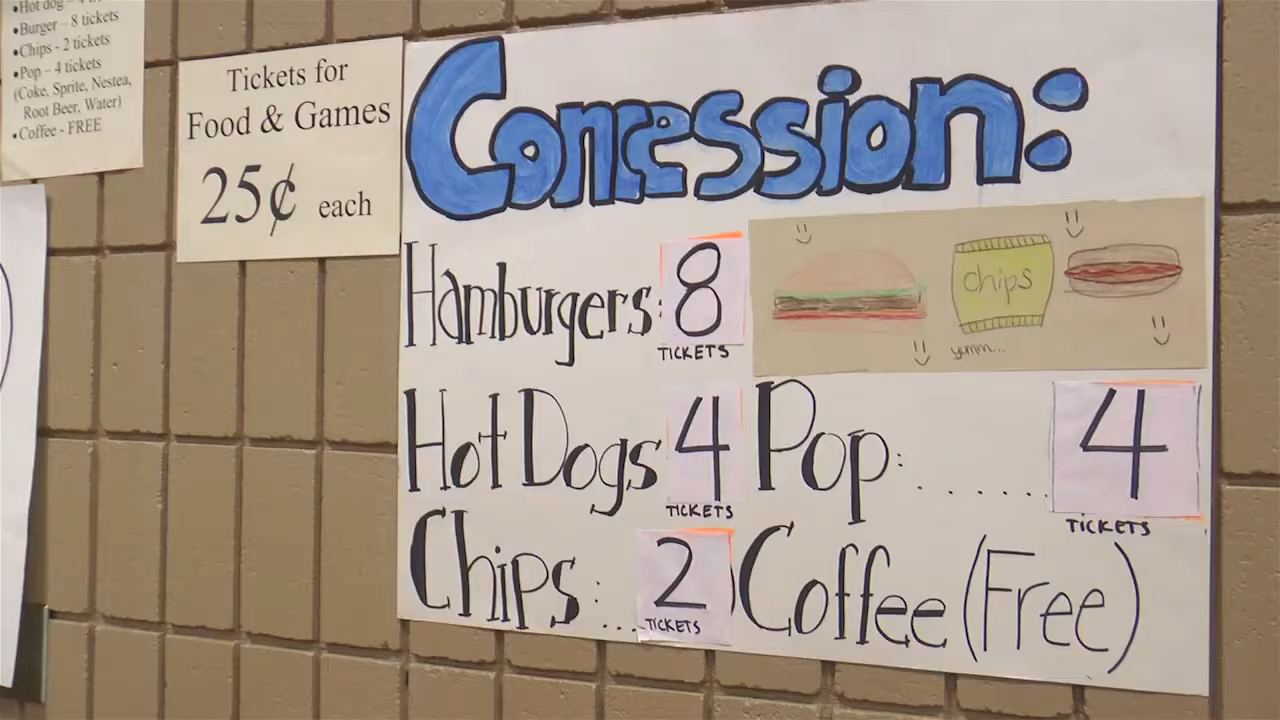 •Hot dog – 4
•Burger – 8 tickets
•Chips - 2 tickets
•Pop – 4 tickets
(Coke, Sprite, Nestea,
Root Beer, Water)
•Coffee - FREE
Tickets for
Food & Games
25¢ each
Concession:
Hamburgers: 8
TICKETS
chips
yumm...
Hot Dogs 4
TICKETS
Pop: ...... 4
TICKETS
Chips: ... 2
TICKETS
Coffee (Free)